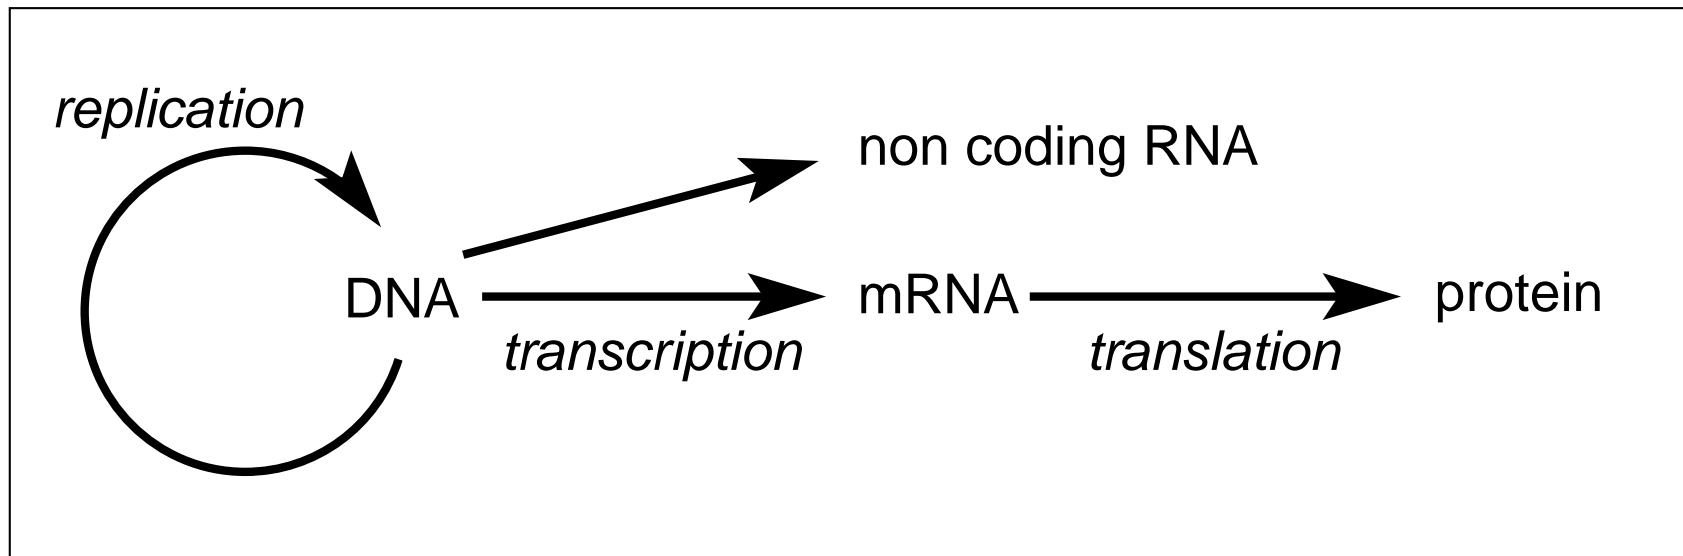 replication
non coding RNA
DNA
mRNA
protein
transcription
translation